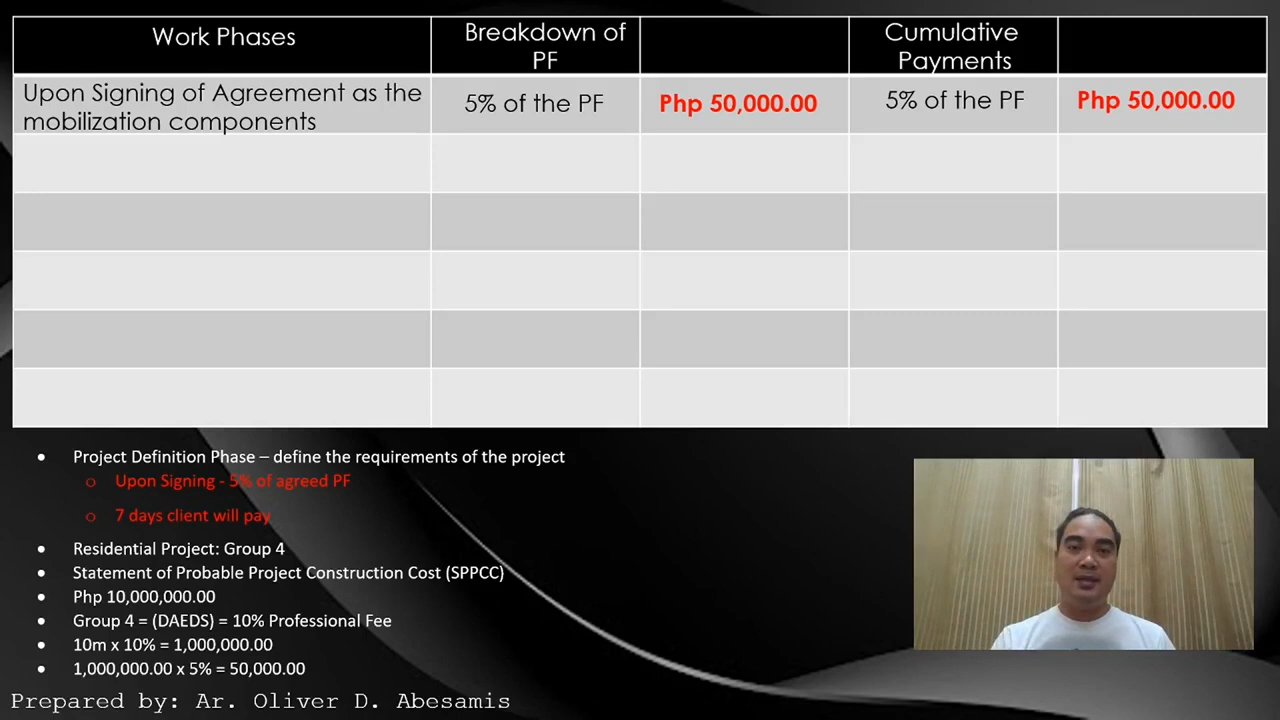 Work Phases
Breakdown of
PF
Cumulative
Payments
Upon Signing of Agreement as the
mobilization components
5% of the PF
Php 50,000.00
5% of the PF
Php 50,000.00
• Project Definition Phase – define the requirements of the project
o Upon Signing - 5% of agreed PF
o 7 days client will pay
• Residential Project: Group 4
• Statement of Probable Project Construction Cost (SPPCC)
• Php 10,000,000.00
• Group 4 = (DAEDS) = 10% Professional Fee
• 10m x 10% = 1,000,000.00
• 1,000,000.00 x 5% = 50,000.00
Prepared by: Ar. Oliver D. Abesamis